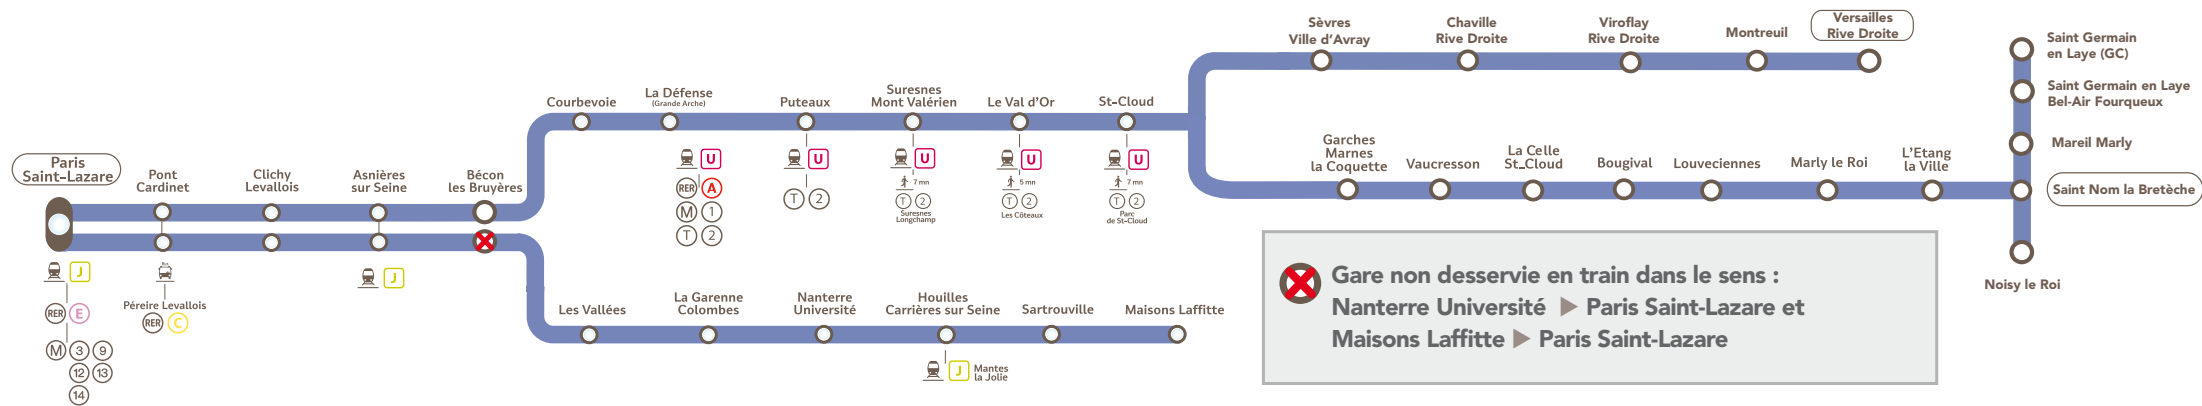 Paris
Saint-Lazare
J
RER E
M 3 9
12 13
14
Pont
Cardinet
Bus
Péreire Levallois
RER C
Clichy
Levallois
Asnières
sur Seine
J
Bécon
les Bruyères
Courbevoie
La Défense
(Grande Arche)
U
RER A
M 1
T 2
Puteaux
U
T 2
Suresnes
Mont Valérien
U
7 mn
T 2
Suresnes
Longchamp
Le Val d'Or
U
5 mn
T 2
Les Côteaux
St-Cloud
U
7 mn
T 2
Parc
de St-Cloud
Sèvres
Ville d'Avray
Chaville
Rive Droite
Viroflay
Rive Droite
Montreuil
Versailles
Rive Droite
Garches
Marnes
la Coquette
Vaucresson
La Celle
St_Cloud
Bougival
Louveciennes
Marly le Roi
L'Etang
la Ville
Saint Germain
en Laye (GC)
Saint Germain en Laye
Bel-Air Fourqueux
Mareil Marly
Saint Nom la Bretèche
Noisy le Roi
Les Vallées
La Garenne
Colombes
Nanterre
Université
Houilles
Carrières sur Seine
J Mantes
la Jolie
Sartrouville
Maisons Laffitte
Gare non desservie en train dans le sens :
Nanterre Université ▶ Paris Saint-Lazare et
Maisons Laffitte ▶ Paris Saint-Lazare